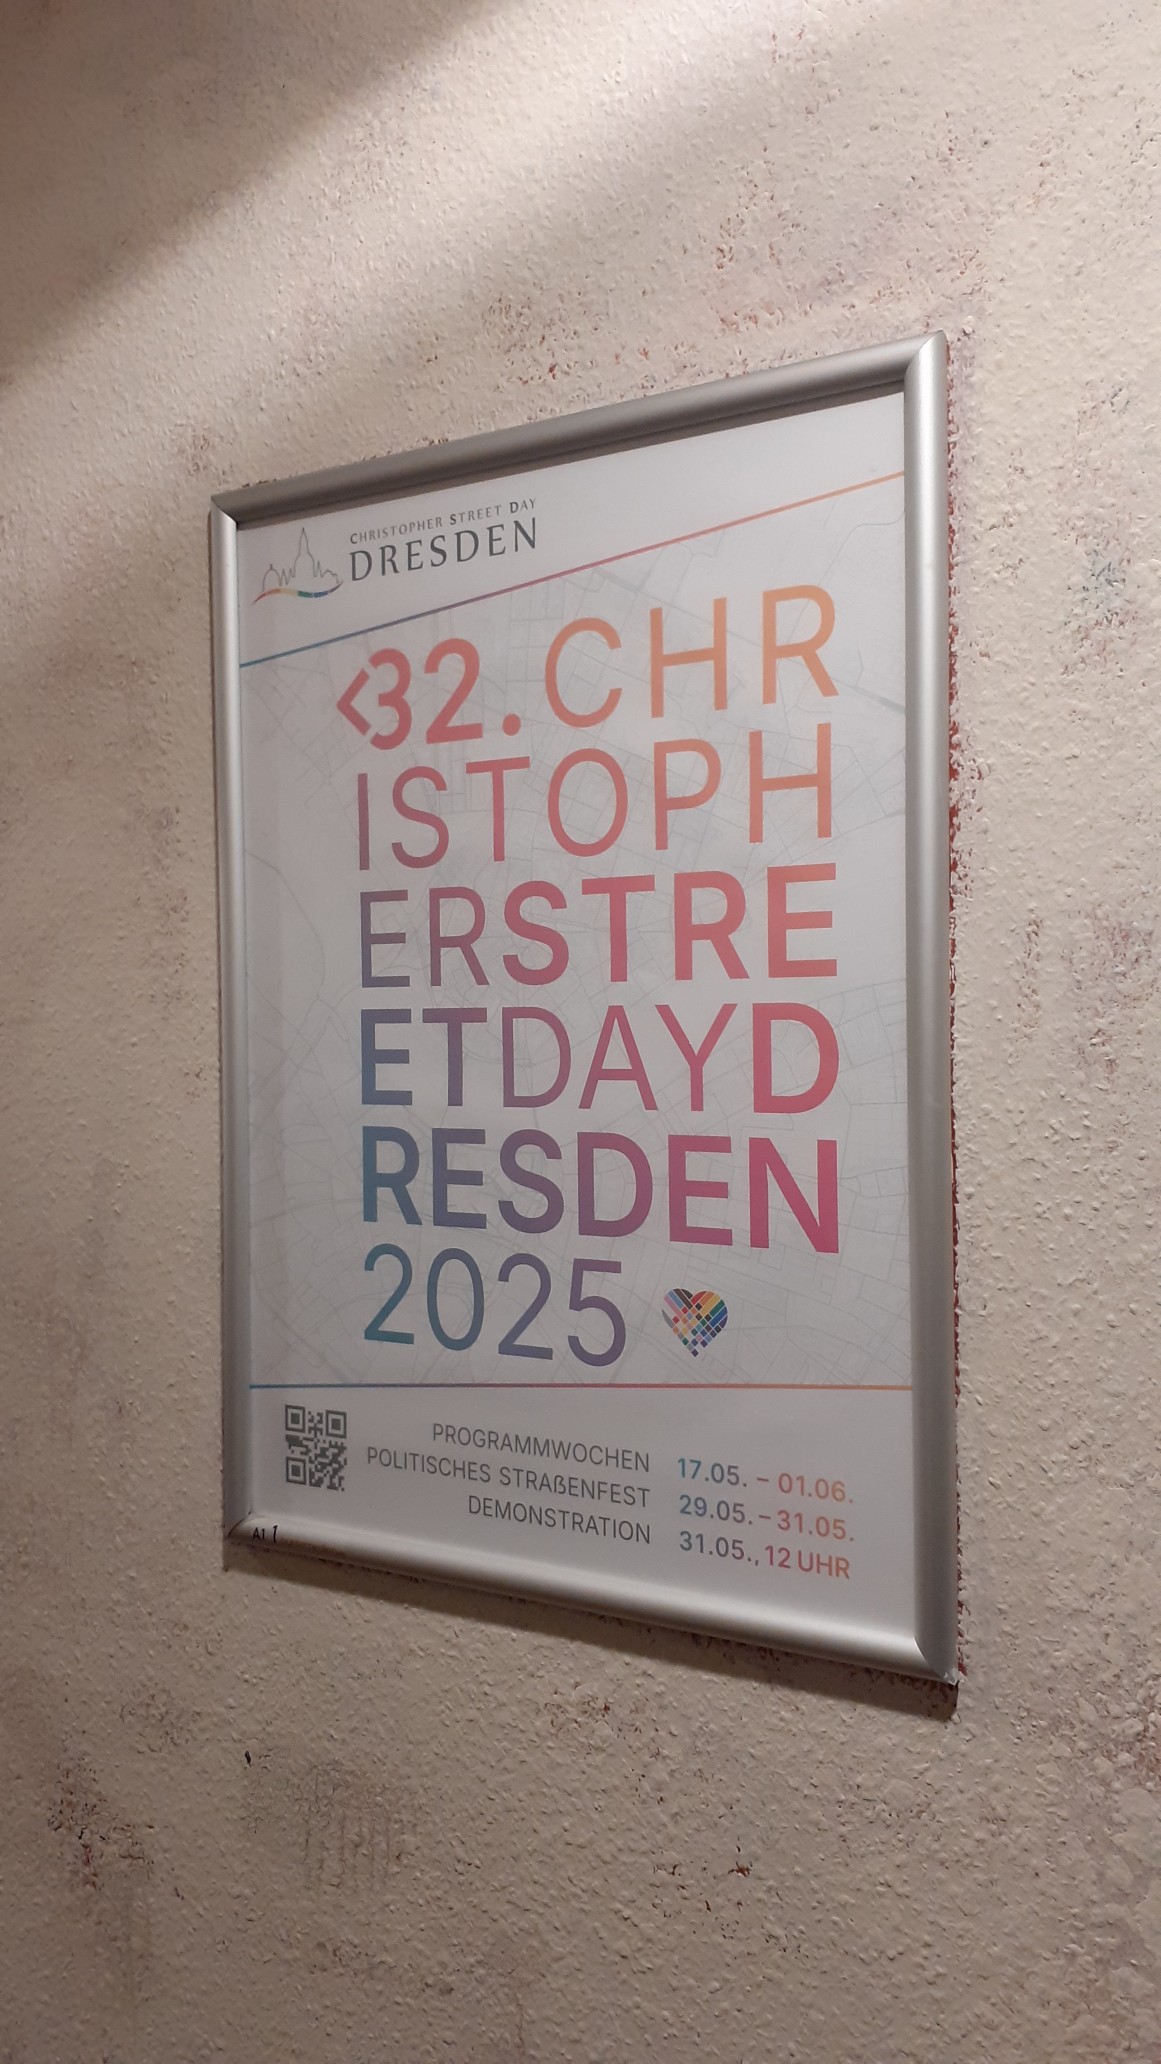 CHRISTOPHER STREET DAY
DRESDEN
<32. CHR
ISTOPH
ERSTRE
ETDAYD
RESDEN
2025
PROGRAMMWOCHEN 17.05. – 01.06.
POLITISCHES STRAßENFEST 29.05. – 31.05.
DEMONSTRATION 31.05., 12 UHR
A1